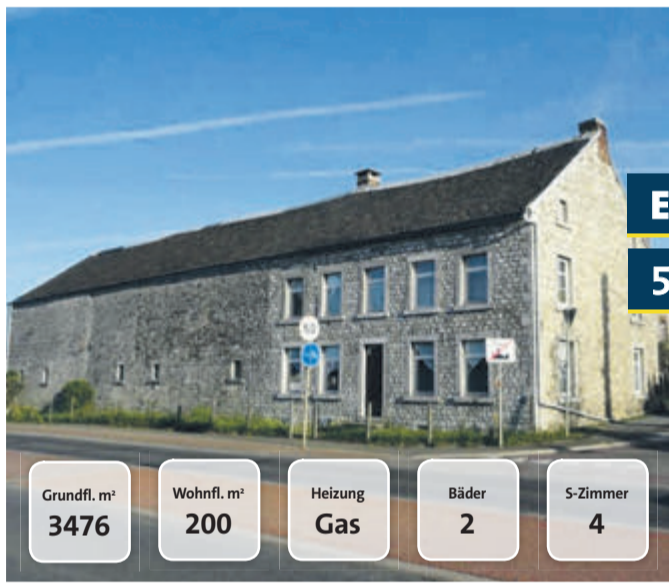 E
5
Grundfl. m²
3476
Wohnfl. m²
200
Heizung
Gas
Bäder
2
S-Zimmer
4